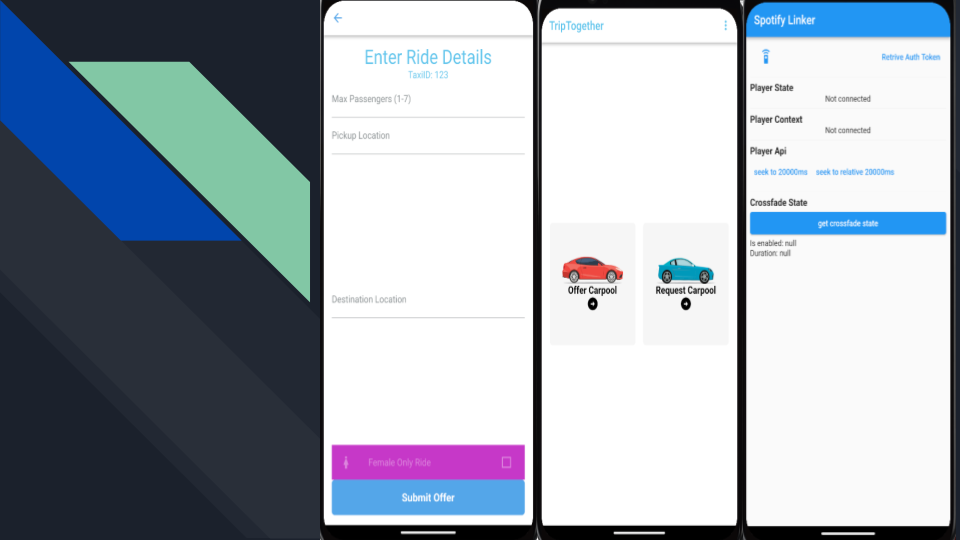 Enter Ride Details
TaxiID: 123
Max Passengers (1-7)
Pickup Location
Destination Location
Female Only Ride
Submit Offer
TripTogether
Offer Carpool
Request Carpool
Spotify Linker
Retrive Auth Token
Player State
Not connected
Player Context
Not connected
Player Api
seek to 20000ms seek to relative 20000ms
Crossfade State
get crossfade state
Is enabled: null
Duration: null